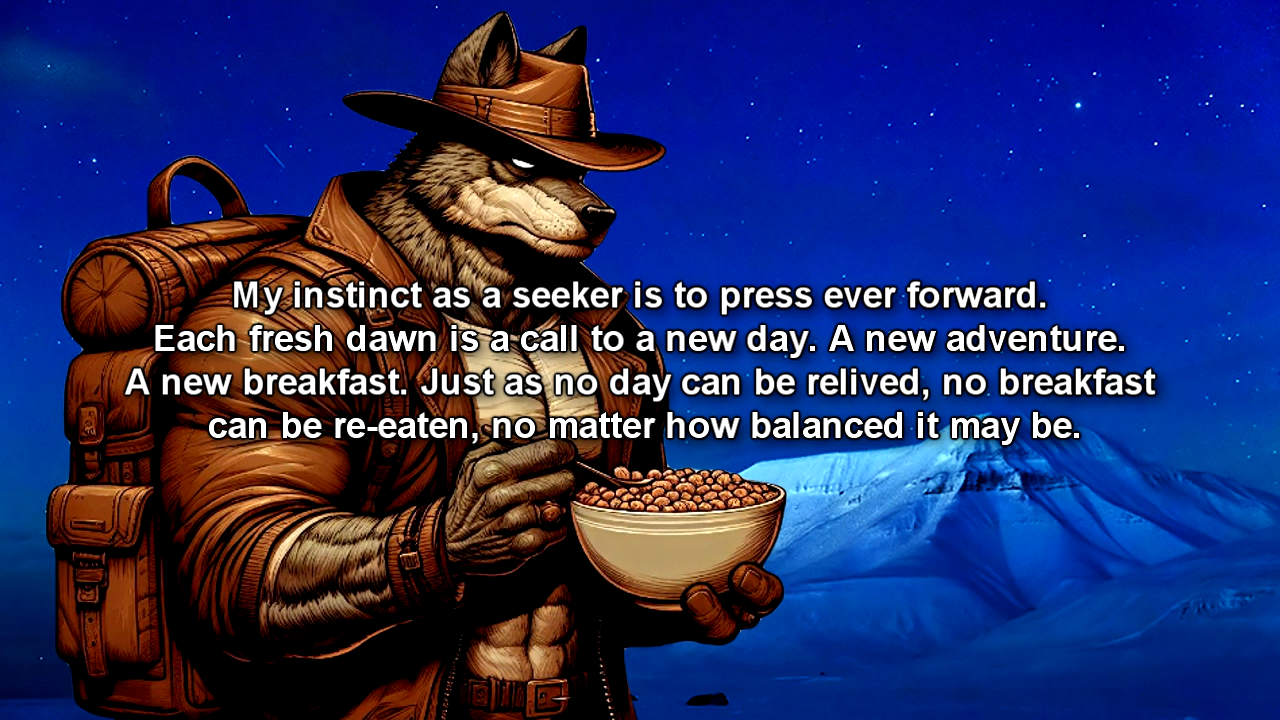 My instinct as a seeker is to press ever forward.
Each fresh dawn is a call to a new day. A new adventure.
A new breakfast. Just as no day can be relived, no breakfast
can be re-eaten, no matter how balanced it may be.